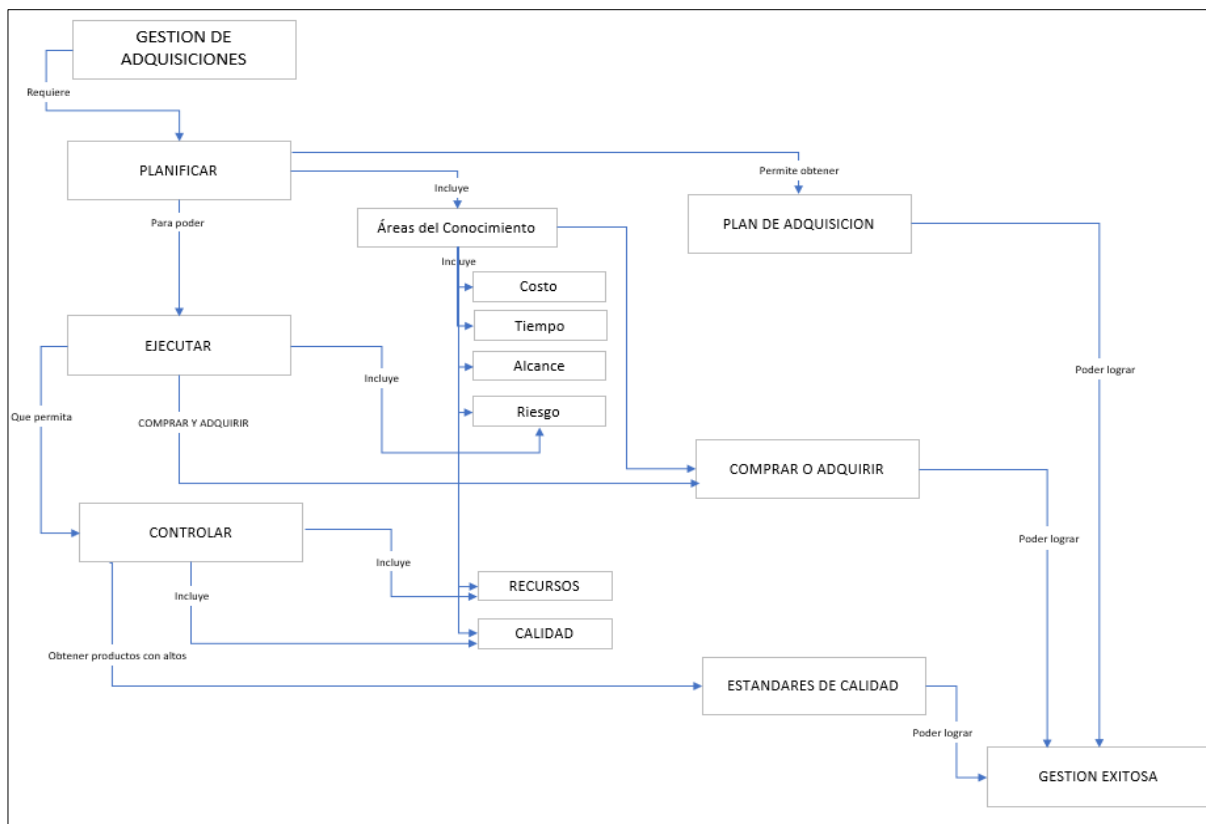 GESTION DE
ADQUISICIONES
Requiere
PLANIFICAR
Permite obtener
Incluye
Para poder
Áreas del Conocimiento
PLAN DE ADQUISICION
Incluye
Costo
Tiempo
EJECUTAR
Alcance
Incluye
Poder lograr
Riesgo
Que permita
COMPRAR Y ADQUIRIR
COMPRAR O ADQUIRIR
CONTROLAR
Poder lograr
Incluye
RECURSOS
Incluye
CALIDAD
Obtener productos con altos
ESTANDARES DE CALIDAD
Poder lograr
GESTION EXITOSA